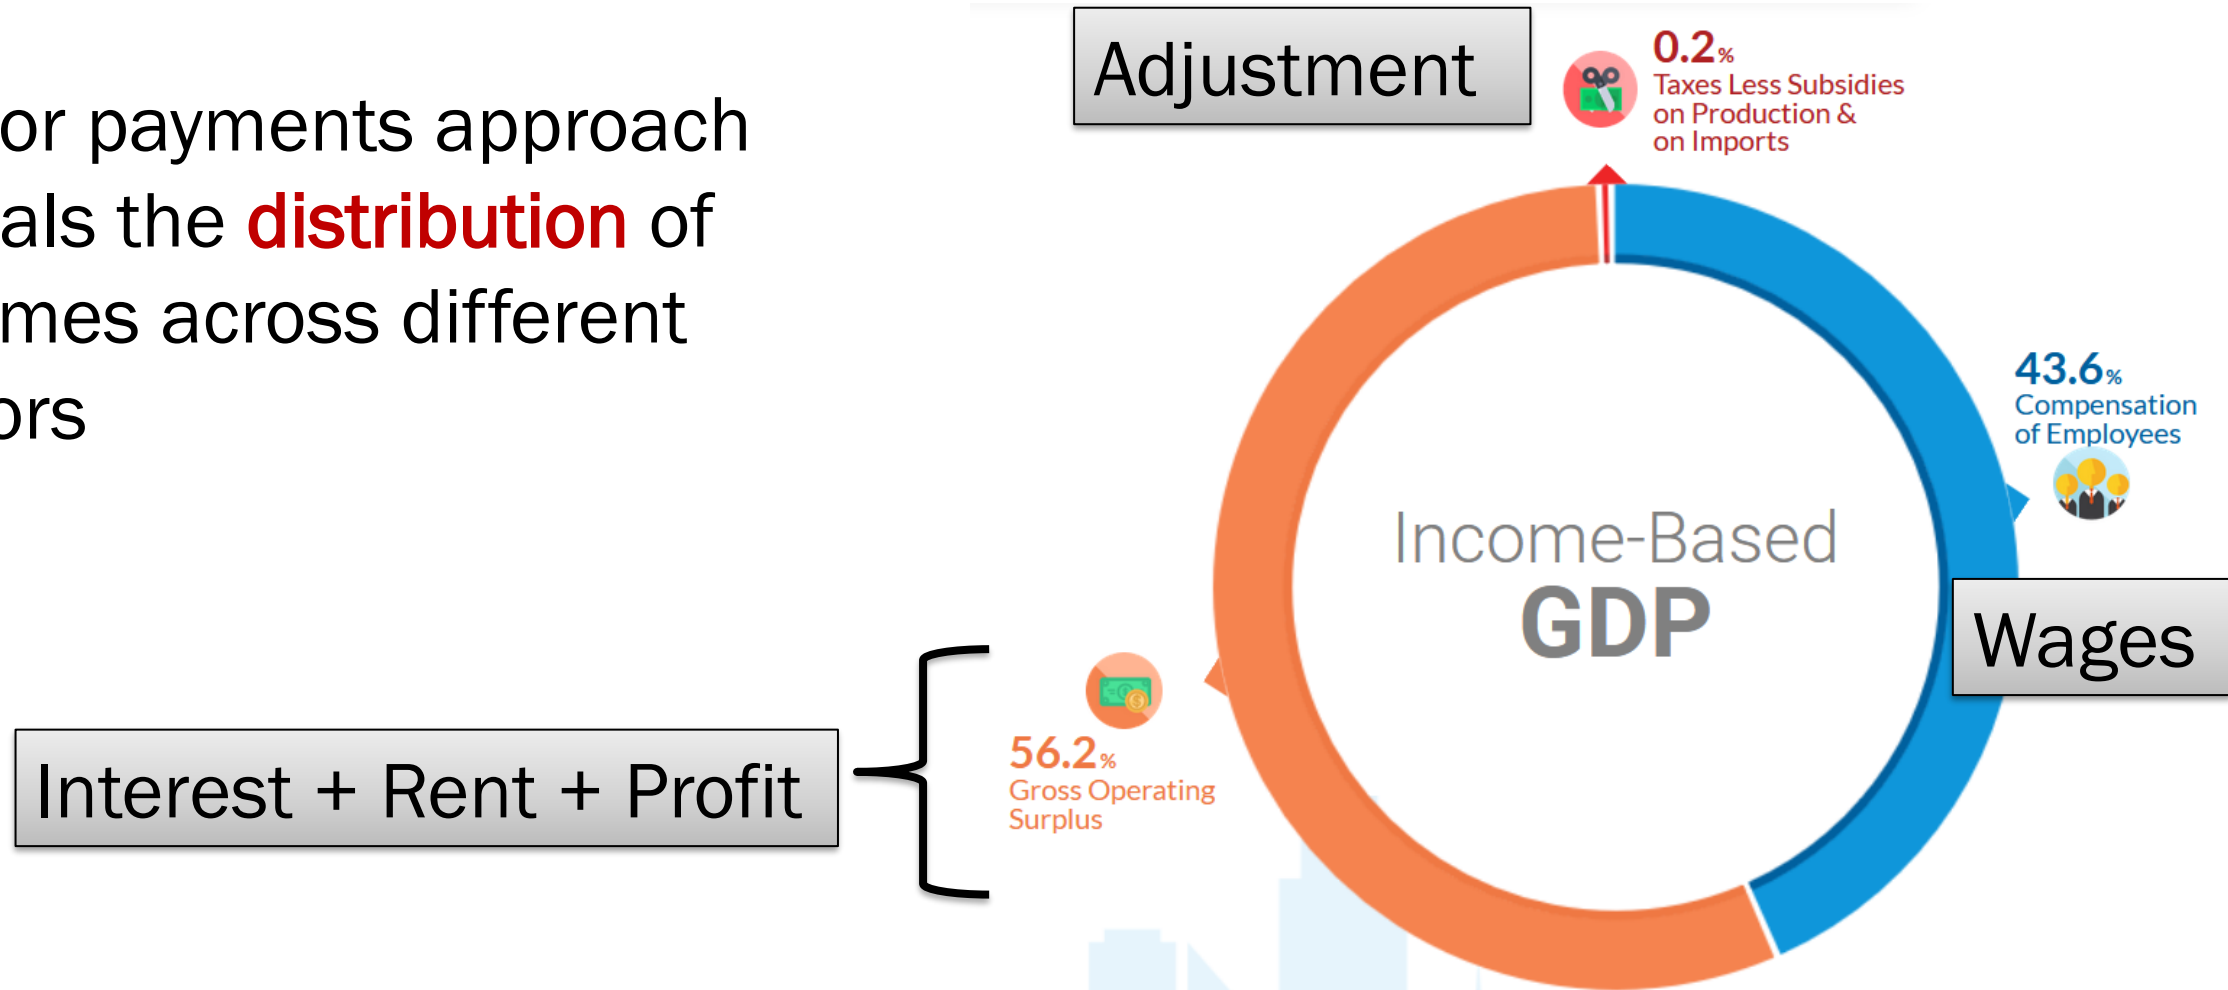 or payments approach
als the distribution of
mes across different
ors
Adjustment
0.2%
Taxes Less Subsidies
on Production &
on Imports
43.6%
Compensation
of Employees
Income-Based
GDP
Wages
56.2%
Gross Operating
Surplus
Interest + Rent + Profit